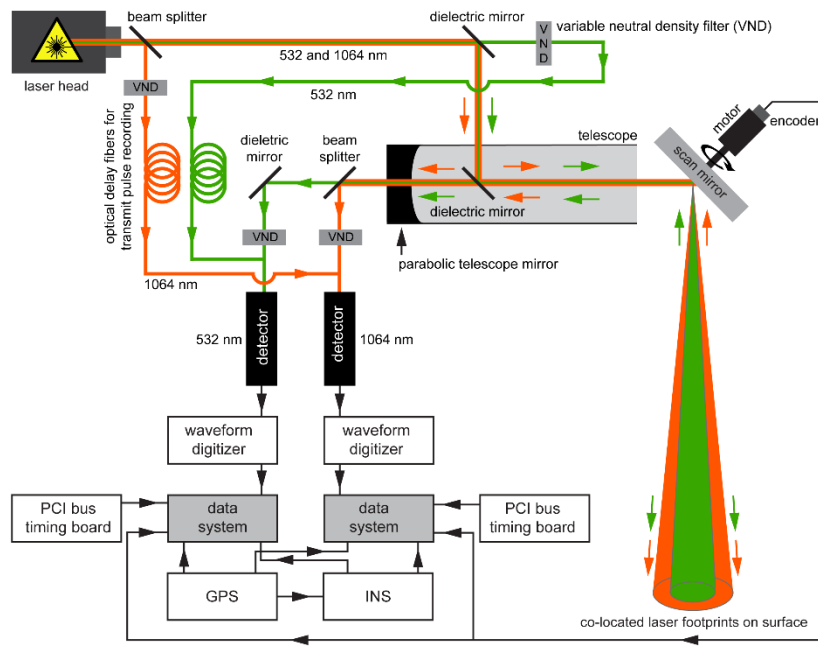 beam splitter
dielectric mirror
variable neutral density filter (VND)
V
N
D
532 and 1064 nm
laser head
VND
532 nm
motor
encoder
optical delay fibers for
transmit pulse recording
dieletric
mirror
beam
splitter
telescope
scan mirror
dielectric mirror
VND
VND
parabolic telescope mirror
1064 nm
532 nm
detector
detector
1064 nm
waveform
digitizer
waveform
digitizer
PCI bus
timing board
data
system
data
system
PCI bus
timing board
GPS
INS
co-located laser footprints on surface